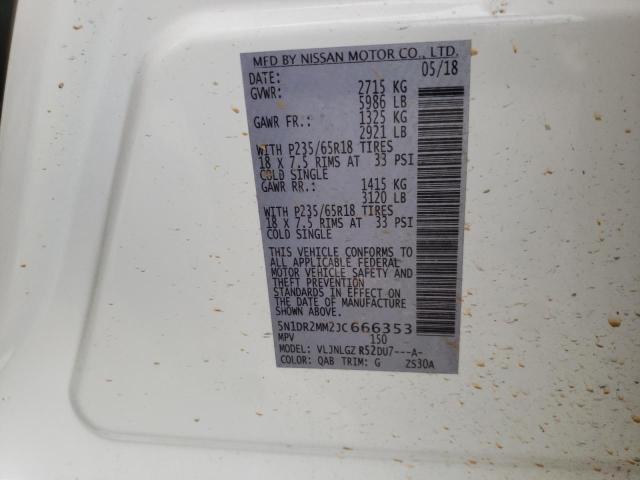 MFD BY NISSAN MOTOR CO., LTD.
DATE: 05/18
GVWR: 2715 KG
5986 LB
GAWR FR.: 1325 KG
2921 LB
WITH P235/65R18 TIRES
18 X 7.5 RIMS AT 33 PSI
COLD SINGLE
GAWR RR.: 1415 KG
3120 LB
WITH P235/65R18 TIRES
18 X 7.5 RIMS AT 33 PSI
COLD SINGLE
THIS VEHICLE CONFORMS TO
ALL APPLICABLE FEDERAL
MOTOR VEHICLE SAFETY AND
THEFT PREVENTION
STANDARDS IN EFFECT ON
THE DATE OF MANUFACTURE
SHOWN ABOVE.
5N1DR2MM2JC666353
MPV 150
MODEL: VLJNLGZ R52DU7---A-
COLOR: QAB TRIM: G ZS30A